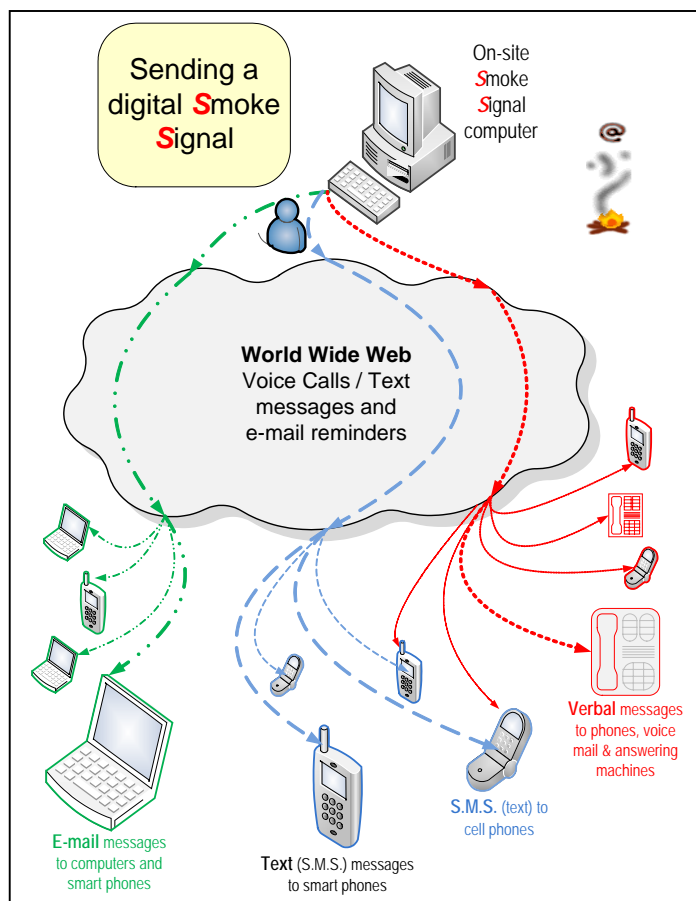 Sending a
digital Smoke
Signal
On-site
Smoke
Signal
computer
@
World Wide Web
Voice Calls / Text
messages and
e-mail reminders
Verbal messages
to phones, voice
mail & answering
machines
S.M.S. (text) to
cell phones
E-mail messages
to computers and
smart phones
Text (S.M.S.) messages
to smart phones